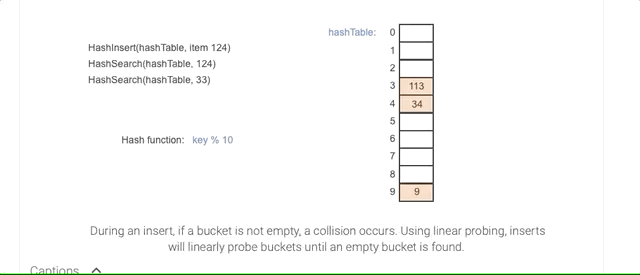 hashTable: 0
HashInsert(hashTable, item 124)
1
HashSearch(hashTable, 124)
2
HashSearch(hashTable, 33)
3 113
4 34
5
Hash function: key % 10
6
7
8
9 9
During an insert, if a bucket is not empty, a collision occurs. Using linear probing, inserts
will linearly probe buckets until an empty bucket is found.
Captions